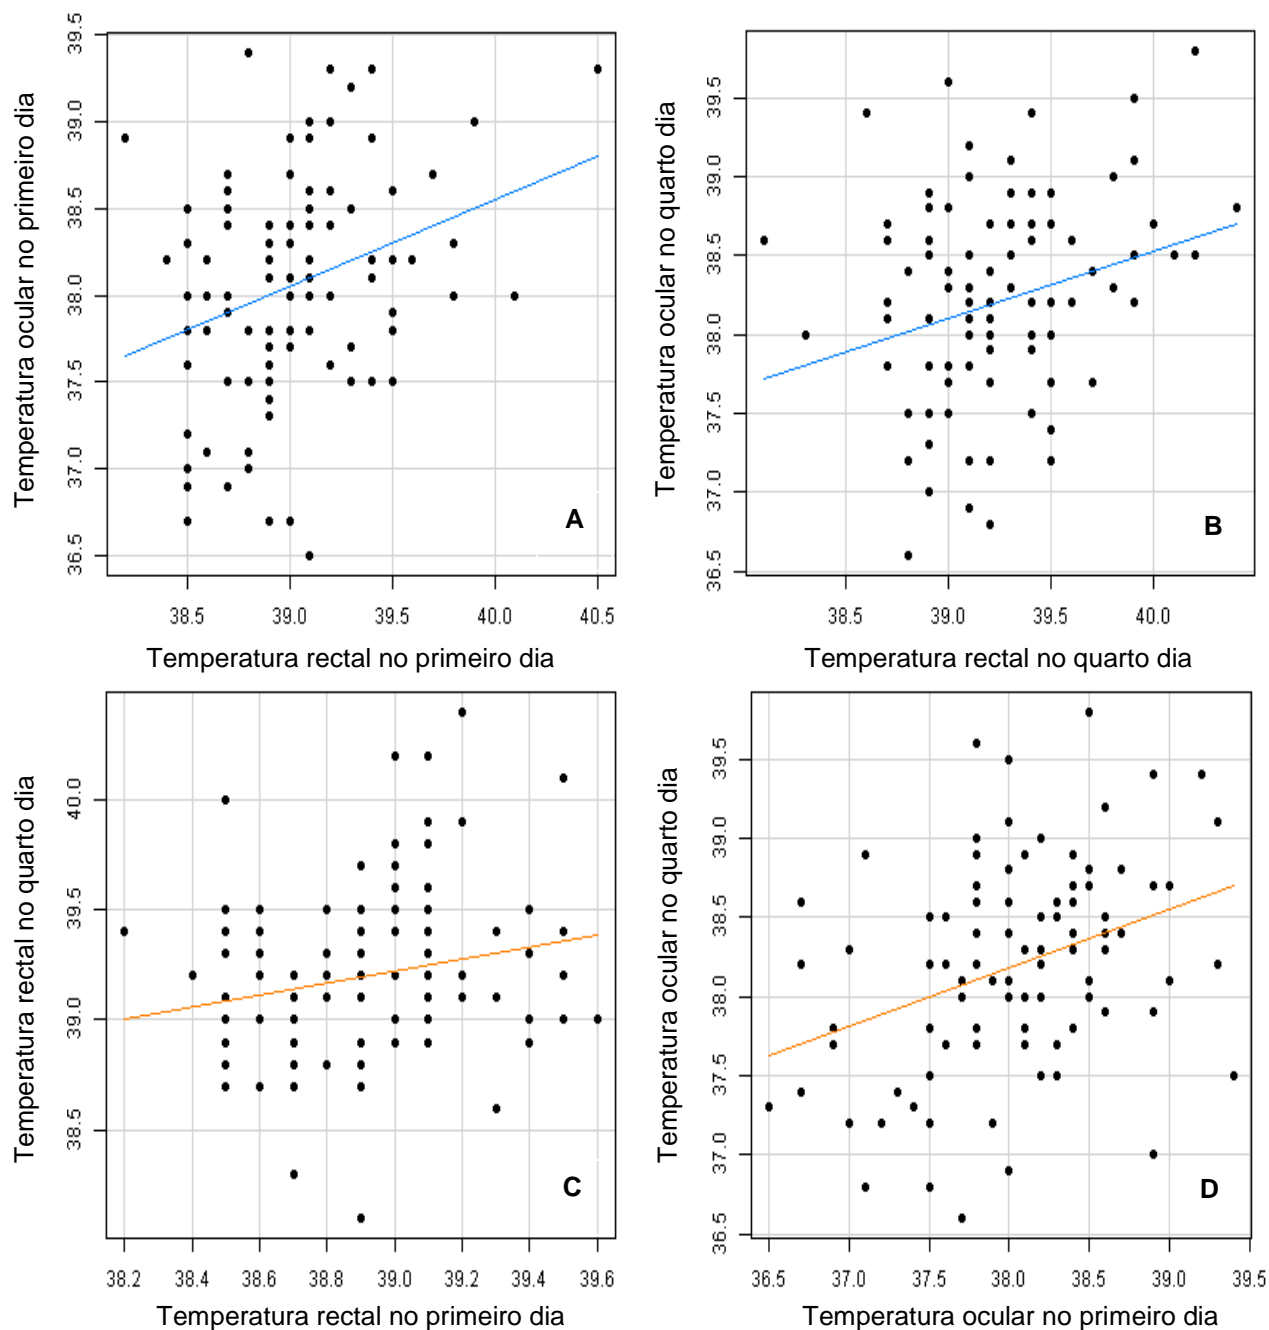 Temperatura ocular no primeiro dia
39.5
39.0
38.5
38.0
37.5
37.0
36.5
A
38.5 39.0 39.5 40.0 40.5
Temperatura rectal no primeiro dia
Temperatura ocular no quarto dia
39.5
39.0
38.5
38.0
37.5
37.0
36.5
B
38.5 39.0 39.5 40.0
Temperatura rectal no quarto dia
Temperatura rectal no quarto dia
40.0
39.5
39.0
38.5
C
38.2 38.4 38.6 38.8 39.0 39.2 39.4 39.6
Temperatura rectal no primeiro dia
Temperatura ocular no quarto dia
39.5
39.0
38.5
38.0
37.5
37.0
36.5
D
36.5 37.0 37.5 38.0 38.5 39.0 39.5
Temperatura ocular no primeiro dia